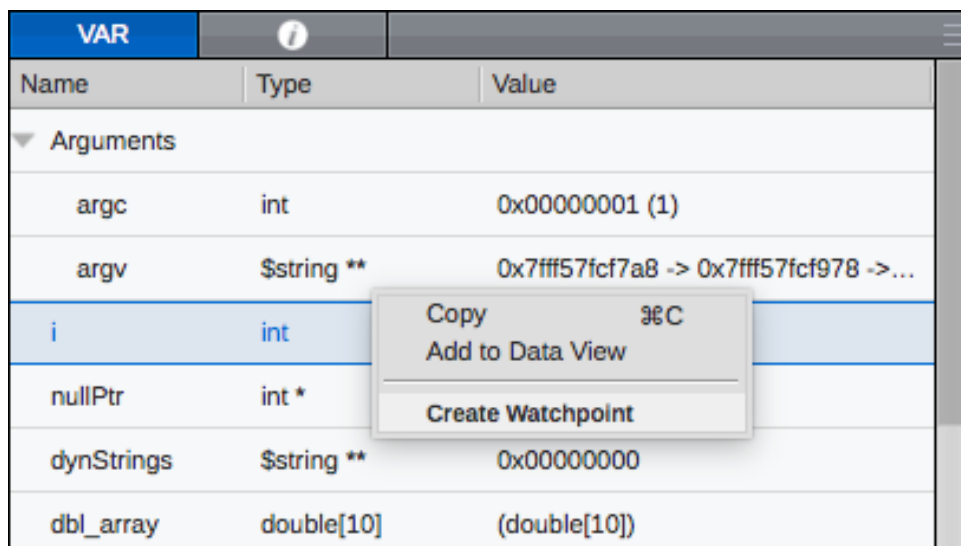 VAR i
Name Type Value
Arguments
argc int 0x00000001 (1)
argv $string ** 0x7fff57fcf7a8 -> 0x7fff57fcf978 ->...
i int
Copy ⌘C
Add to Data View
nullPtr int *
Create Watchpoint
dynStrings $string ** 0x00000000
dbl_array double[10] (double[10])